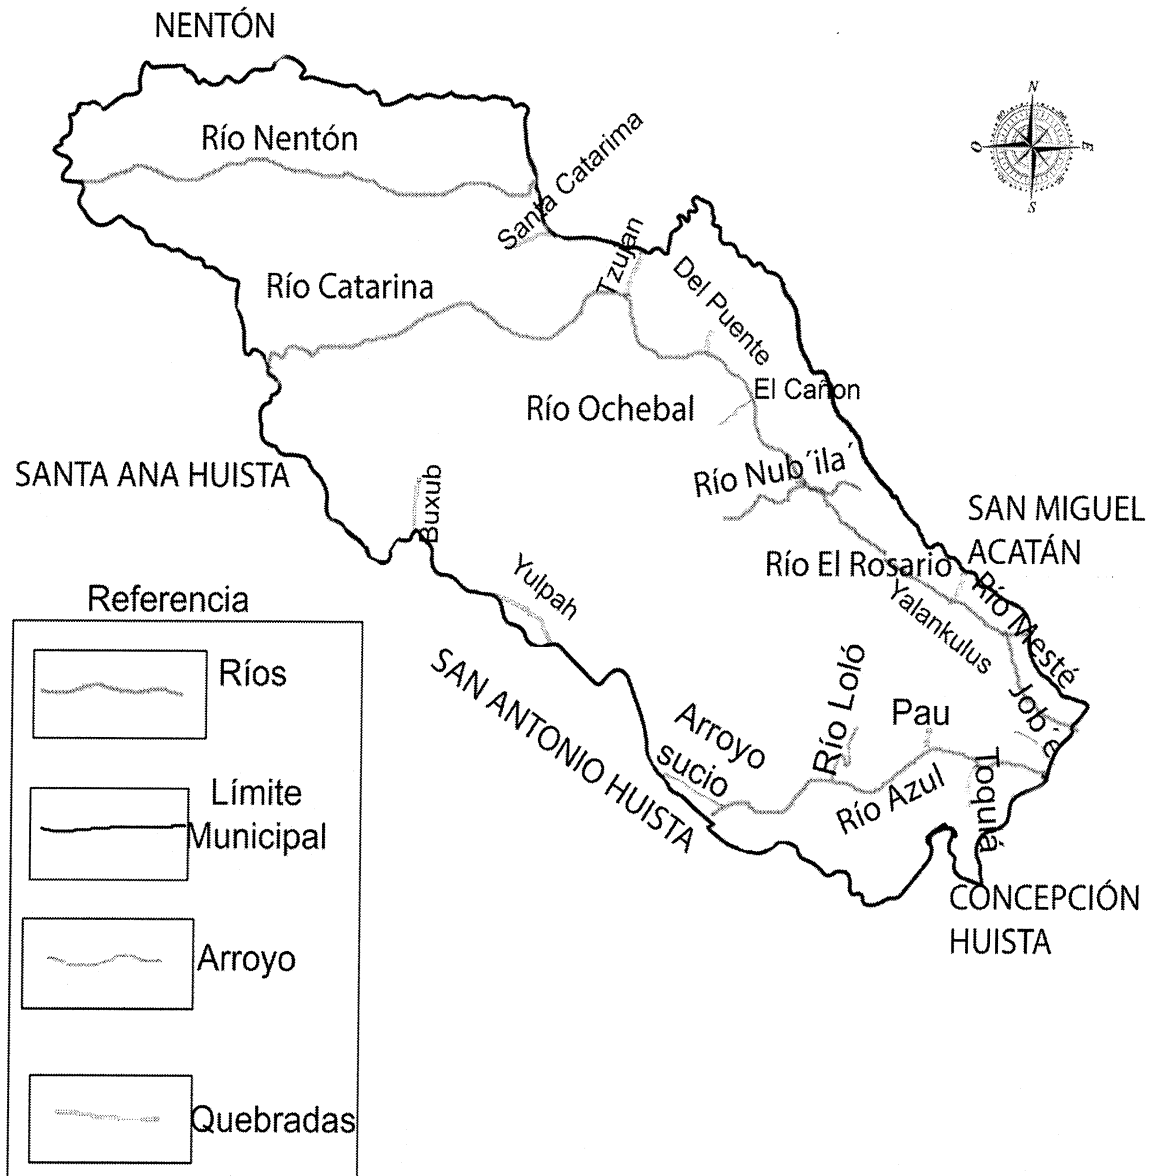 NENTÓN
Río Nentón
Santa Catarima
N
O
E
S
Tzujan
Río Catarina
Del Puente
El Cañon
Río Ochebal
Río Nub´ila´
SANTA ANA HUISTA
Buxub
SAN MIGUEL
ACATÁN
Río El Rosario
Yulpah
Yalankulus
Río Mesté
Job´e
SAN ANTONIO HUISTA
Arroyo
sucio
Río Loló
Pau
Río Azul
Toquiá
CONCEPCIÓN
HUISTA
Referencia
Ríos
Límite
Municipal
Arroyo
Quebradas